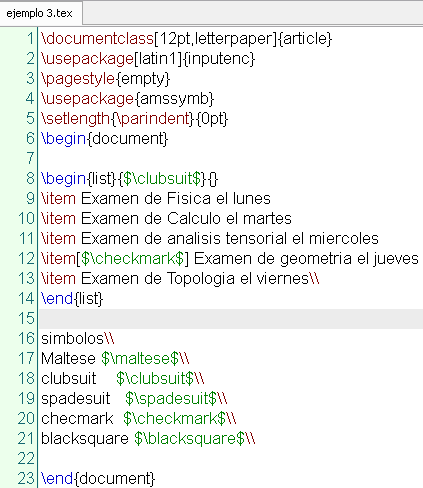 ejemplo 3.tex
1 \documentclass[12pt,letterpaper]{article}
2 \usepackage[latin1]{inputenc}
3 \pagestyle{empty}
4 \usepackage{amssymb}
5 \setlength{\parindent}{0pt}
6 \begin{document}
7
8 \begin{list}{$\clubsuit$}{}
9 \item Examen de Fisica el lunes
10 \item Examen de Calculo el martes
11 \item Examen de analisis tensorial el miercoles
12 \item[$\checkmark$] Examen de geometria el jueves
13 \item Examen de Topologia el viernes\\
14 \end{list}
15
16 simbolos\\
17 Maltese $\maltese$\\
18 clubsuit $\clubsuit$\\
19 spadesuit $\spadesuit$\\
20 checmark $\checkmark$\\
21 blacksquare $\blacksquare$\\
22
23 \end{document}